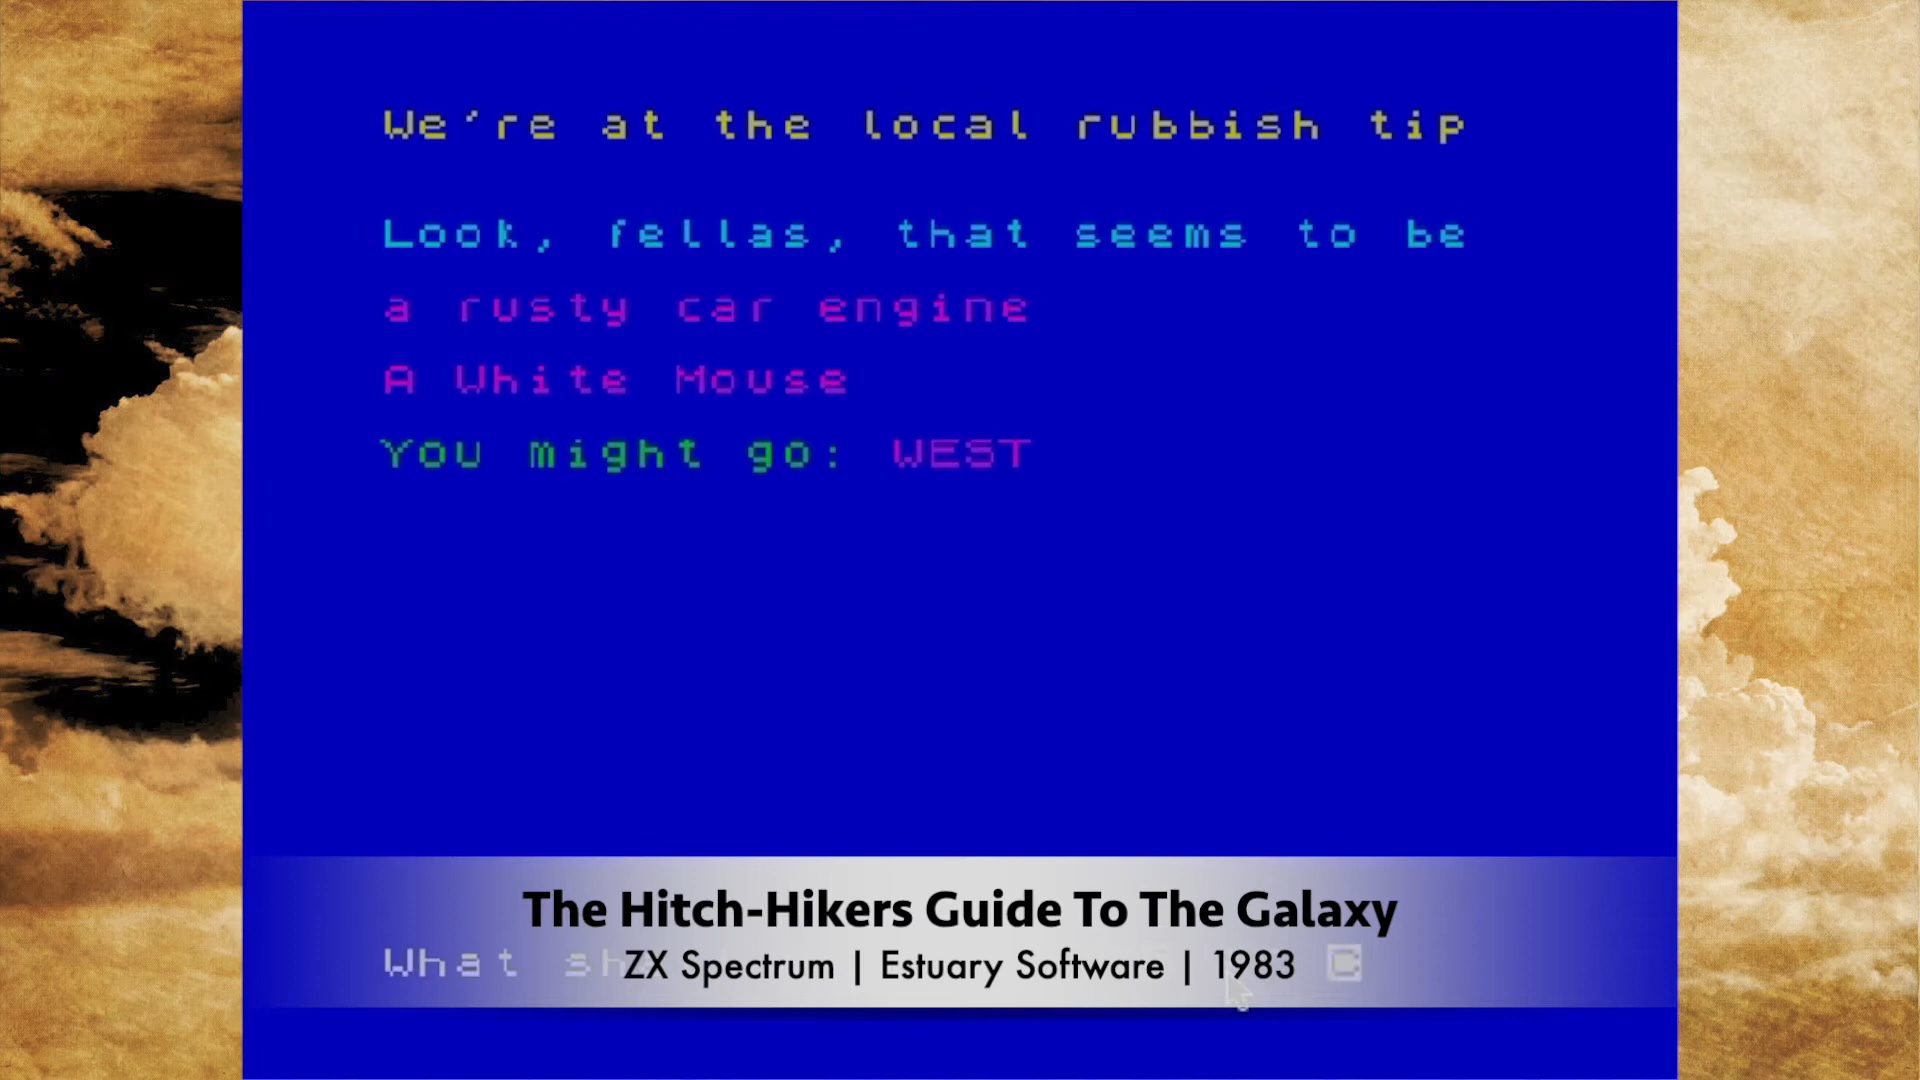 We're at the local rubbish tip
Look, fellas, that seems to be
a rusty car engine
A White Mouse
You might go: WEST
The Hitch-Hikers Guide To The Galaxy
What
ZX Spectrum | Estuary Software | 1983
C